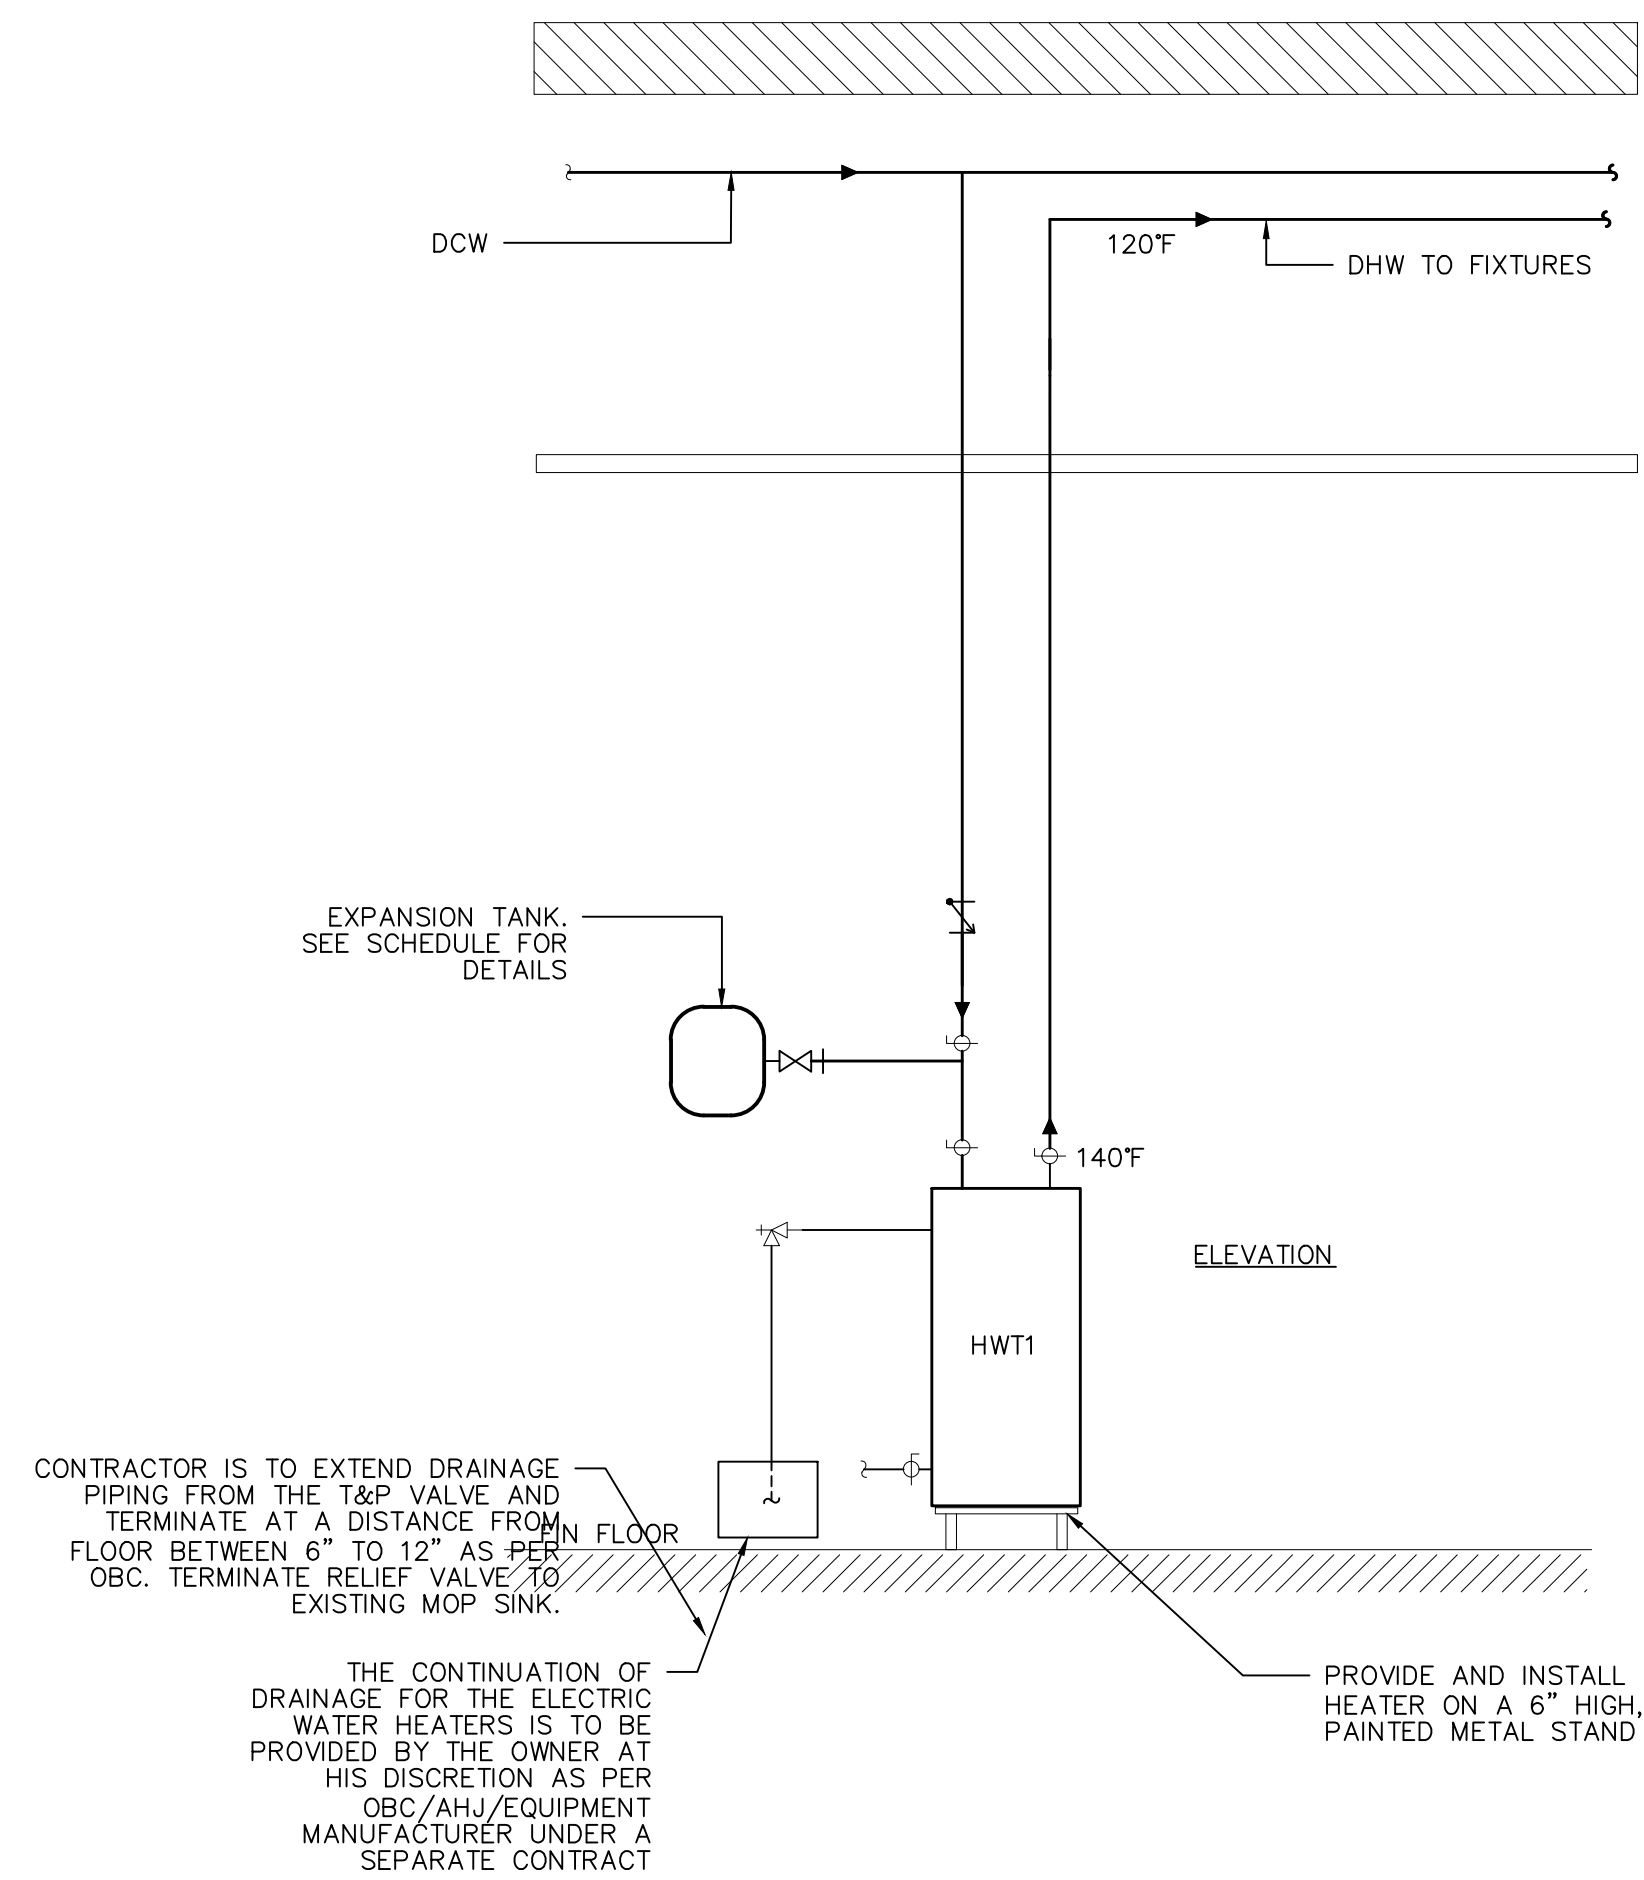 DCW
120°F
DHW TO FIXTURES
EXPANSION TANK.
SEE SCHEDULE FOR
DETAILS
140°F
ELEVATION
HWT1
CONTRACTOR IS TO EXTEND DRAINAGE
PIPING FROM THE T&P VALVE AND
TERMINATE AT A DISTANCE FROM
FLOOR BETWEEN 6" TO 12" AS PER
OBC. TERMINATE RELIEF VALVE TO
EXISTING MOP SINK.
FIN FLOOR
THE CONTINUATION OF
DRAINAGE FOR THE ELECTRIC
WATER HEATERS IS TO BE
PROVIDED BY THE OWNER AT
HIS DISCRETION AS PER
OBC/AHJ/EQUIPMENT
MANUFACTURER UNDER A
SEPARATE CONTRACT
PROVIDE AND INSTALL
HEATER ON A 6" HIGH,
PAINTED METAL STAND